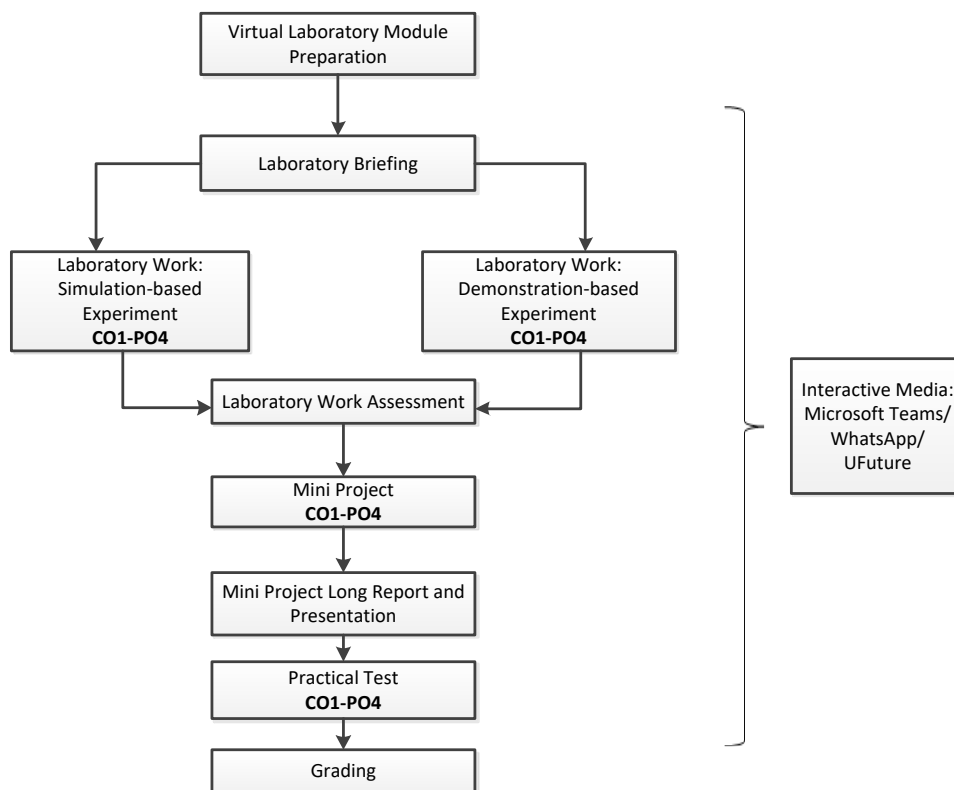 Virtual Laboratory Module
Preparation
Laboratory Briefing
Laboratory Work:
Simulation-based
Experiment
CO1-PO4
Laboratory Work:
Demonstration-based
Experiment
CO1-PO4
Laboratory Work Assessment
Mini Project
CO1-PO4
Mini Project Long Report and
Presentation
Practical Test
CO1-PO4
Grading
Interactive Media:
Microsoft Teams/
WhatsApp/
UFuture